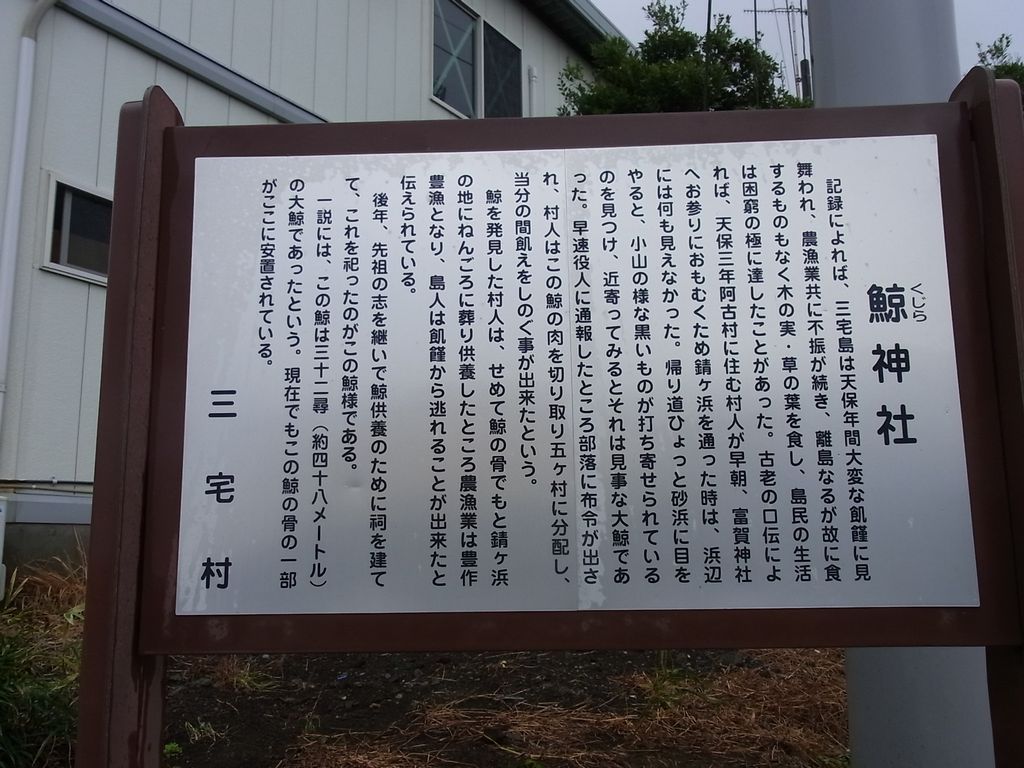 くじら
鯨神社
記録によれば、三宅島は天保年間大変な飢饉に見
舞われ、農漁業共に不振が続き、離島なるが故に食
するものもなく木の実・草の葉を食し、島民の生活
は困窮の極に達したことがあった。古老の口伝によ
れば、天保三年阿古村に住む村人が早朝、富賀神社
へお参りにおもむくため錆ヶ浜を通った時は、浜辺
には何も見えなかった。帰り道ひょっと砂浜に目を
やると、小山の様な黒いものが打ち寄せられている
のを見つけ、近寄ってみるとそれは見事な大鯨であ
った。早速役人に通報したところ部落に布令が出さ
れ、村人はこの鯨の肉を切り取り五ヶ村に分配し、
当分の間飢えをしのぐ事が出来たという。
鯨を発見した村人は、せめて鯨の骨でもと錆ヶ浜
の地にねんごろに葬り供養したところ農漁業は豊作
豊漁となり、島人は飢饉から逃れることが出来たと
伝えられている。
後年、先祖の志を継いで鯨供養のために祠を建て
て、これを祀ったのがこの鯨様である。
一説には、この鯨は三十二尋（約四十八メートル）
の大鯨であったという。現在でもこの鯨の骨の一部
がここに安置されている。
三宅村